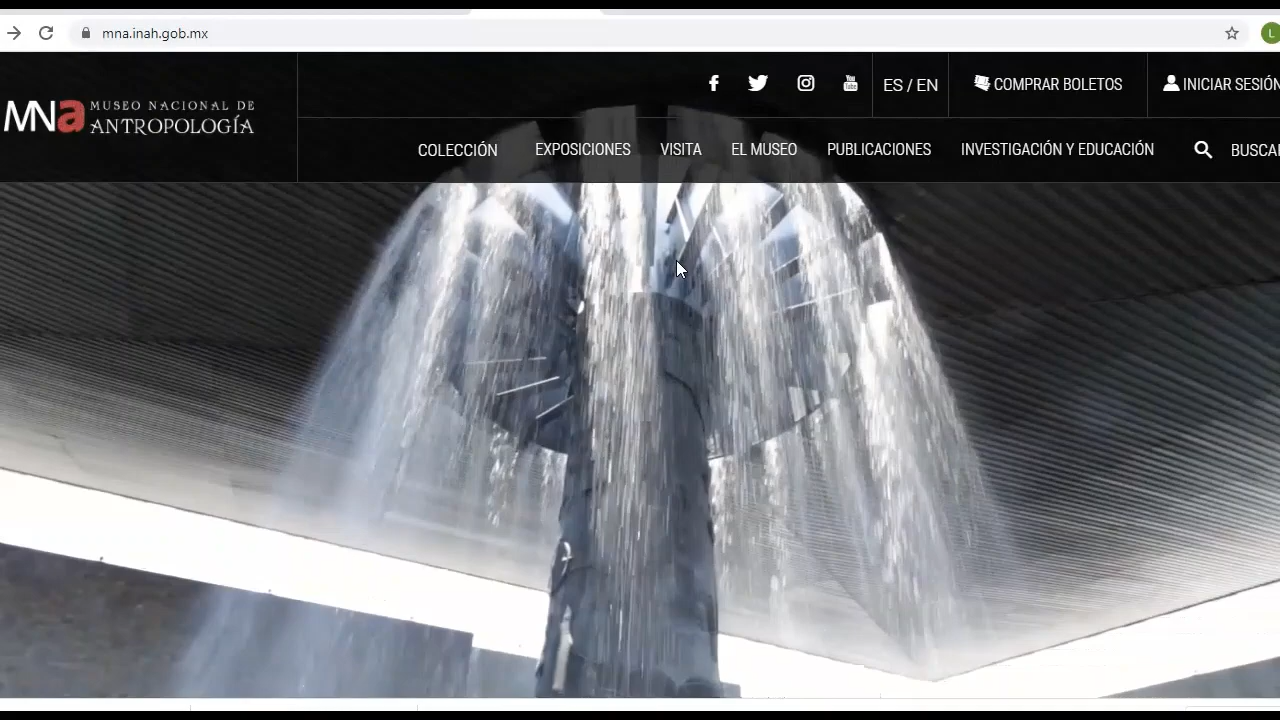 mna.inah.gob.mx
L
ES / EN
COMPRAR BOLETOS
INICIAR SESIÓN
MNa MUSEO NACIONAL DE
ANTROPOLOGÍA
COLECCIÓN
EXPOSICIONES
VISITA
EL MUSEO
PUBLICACIONES
INVESTIGACIÓN Y EDUCACIÓN
BUSCA